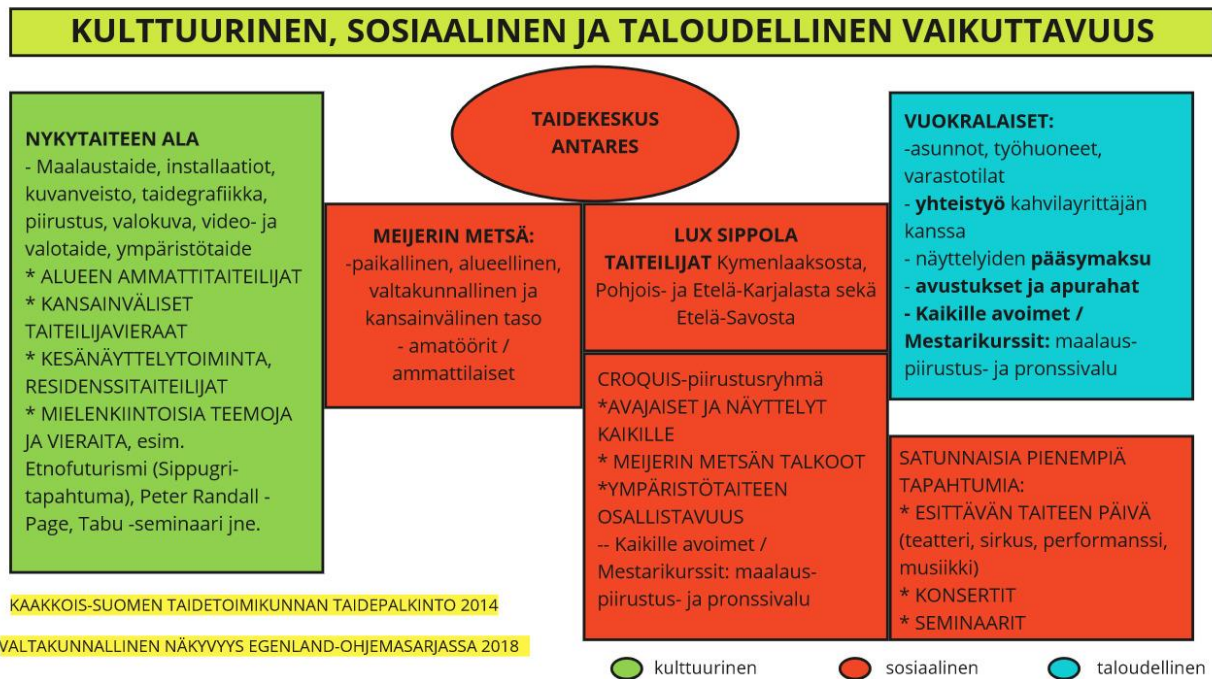 KULTTUURINEN, SOSIAALINEN JA TALOUDELLINEN VAIKUTTAVUUS
TAIDEKESKUS
ANTARES
NYKYTAITEEN ALA
- Maalaustaide, installaatiot,
kuvanveisto, taidegrafiikka,
piirustus, valokuva, video- ja
valotaide, ympäristötaide
* ALUEEN AMMATTITAITEILIJAT
* KANSAINVÄLISET
TAITEILIJAVIERAAT
* KESÄNÄYTTELYTOIMINTA,
RESIDENSSITAITEILIJAT
* MIELENKIINTOISIA TEEMOJA
JA VIERAITA, esim.
Etnofuturismi (Sippugri-
tapahtuma), Peter Randall -
Page, Tabu -seminaari jne.
MEIJERIN METSÄ:
-paikallinen, alueellinen,
valtakunnallinen ja
kansainvälinen taso
- amatöörit /
ammattilaiset
LUX SIPPOLA
TAITEILIJAT Kymenlaaksosta,
Pohjois- ja Etelä-Karjalasta sekä
Etelä-Savosta
CROQUIS-piirustusryhmä
*AVAJAISET JA NÄYTTELYT
KAIKILLE
* MEIJERIN METSÄN TALKOOT
*YMPÄRISTÖTAITEEN
OSALLISTAVUUS
-- Kaikille avoimet /
Mestarikurssit: maalaus-
piirustus- ja pronssivalu
VUOKRALAISET:
-asunnot, työhuoneet,
varastotilat
- yhteistyö kahvilayrittäjän
kanssa
- näyttelyiden pääsymaksu
- avustukset ja apurahat
- Kaikille avoimet /
Mestarikurssit: maalaus-
piirustus- ja pronssivalu
SATUNNAISIA PIENEMPIÄ
TAPAHTUMIA:
* ESITTÄVÄN TAITEEN PÄIVÄ
(teatteri, sirkus, performanssi,
musiikki)
* KONSERTIT
* SEMINAARIT
KAAKKOIS-SUOMEN TAIDETOIMIKUNNAN TAIDEPALKINTO 2014
VALTAKUNNALLINEN NÄKYVYYS EGENLAND-OHJEMASARJASSA 2018
kulttuurinen
sosiaalinen
taloudellinen